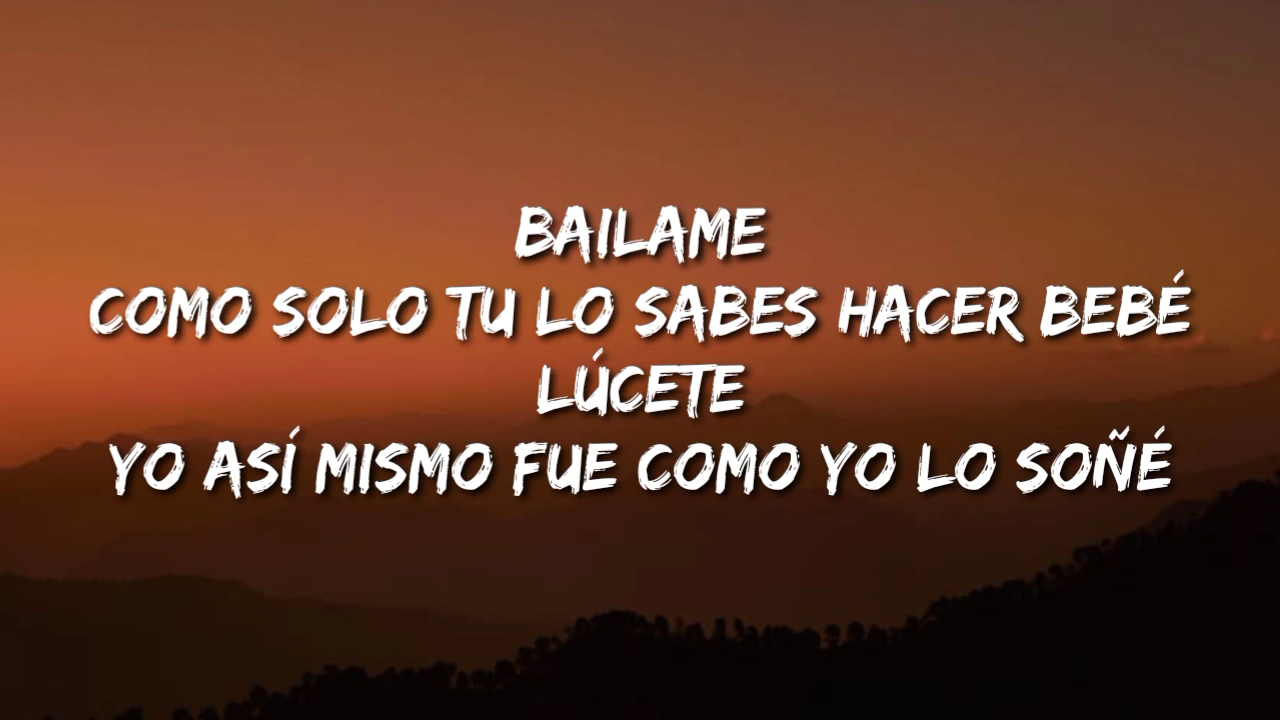 BAILAME
COMO SOLO TU LO SABES HACER BEBÉ
LÚCETE
YO ASÍ MISMO FUE COMO YO LO SOÑÉ